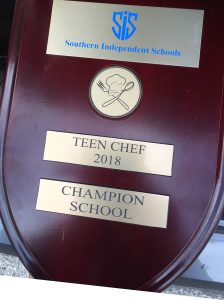 SIS
Southern Independent Schools
TEEN CHEF
2018
CHAMPION
SCHOOL